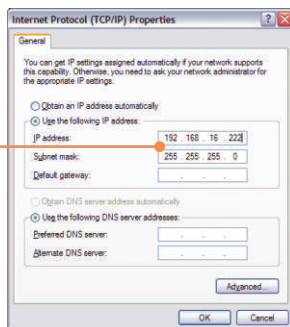 Internet Protocol (TCP/IP) Properties
General
You can get IP settings assigned automatically if your network supports
this capability. Otherwise, you need to ask your network administrator for
the appropriate IP settings.
Obtain an IP address automatically
Use the following IP address:
IP address: 192 . 168 . 16 . 222
Subnet mask: 255 . 255 . 255 . 0
Default gateway: . . .
Obtain DNS server address automatically
Use the following DNS server addresses:
Preferred DNS server: . . .
Alternate DNS server: . . .
Advanced...
OK Cancel